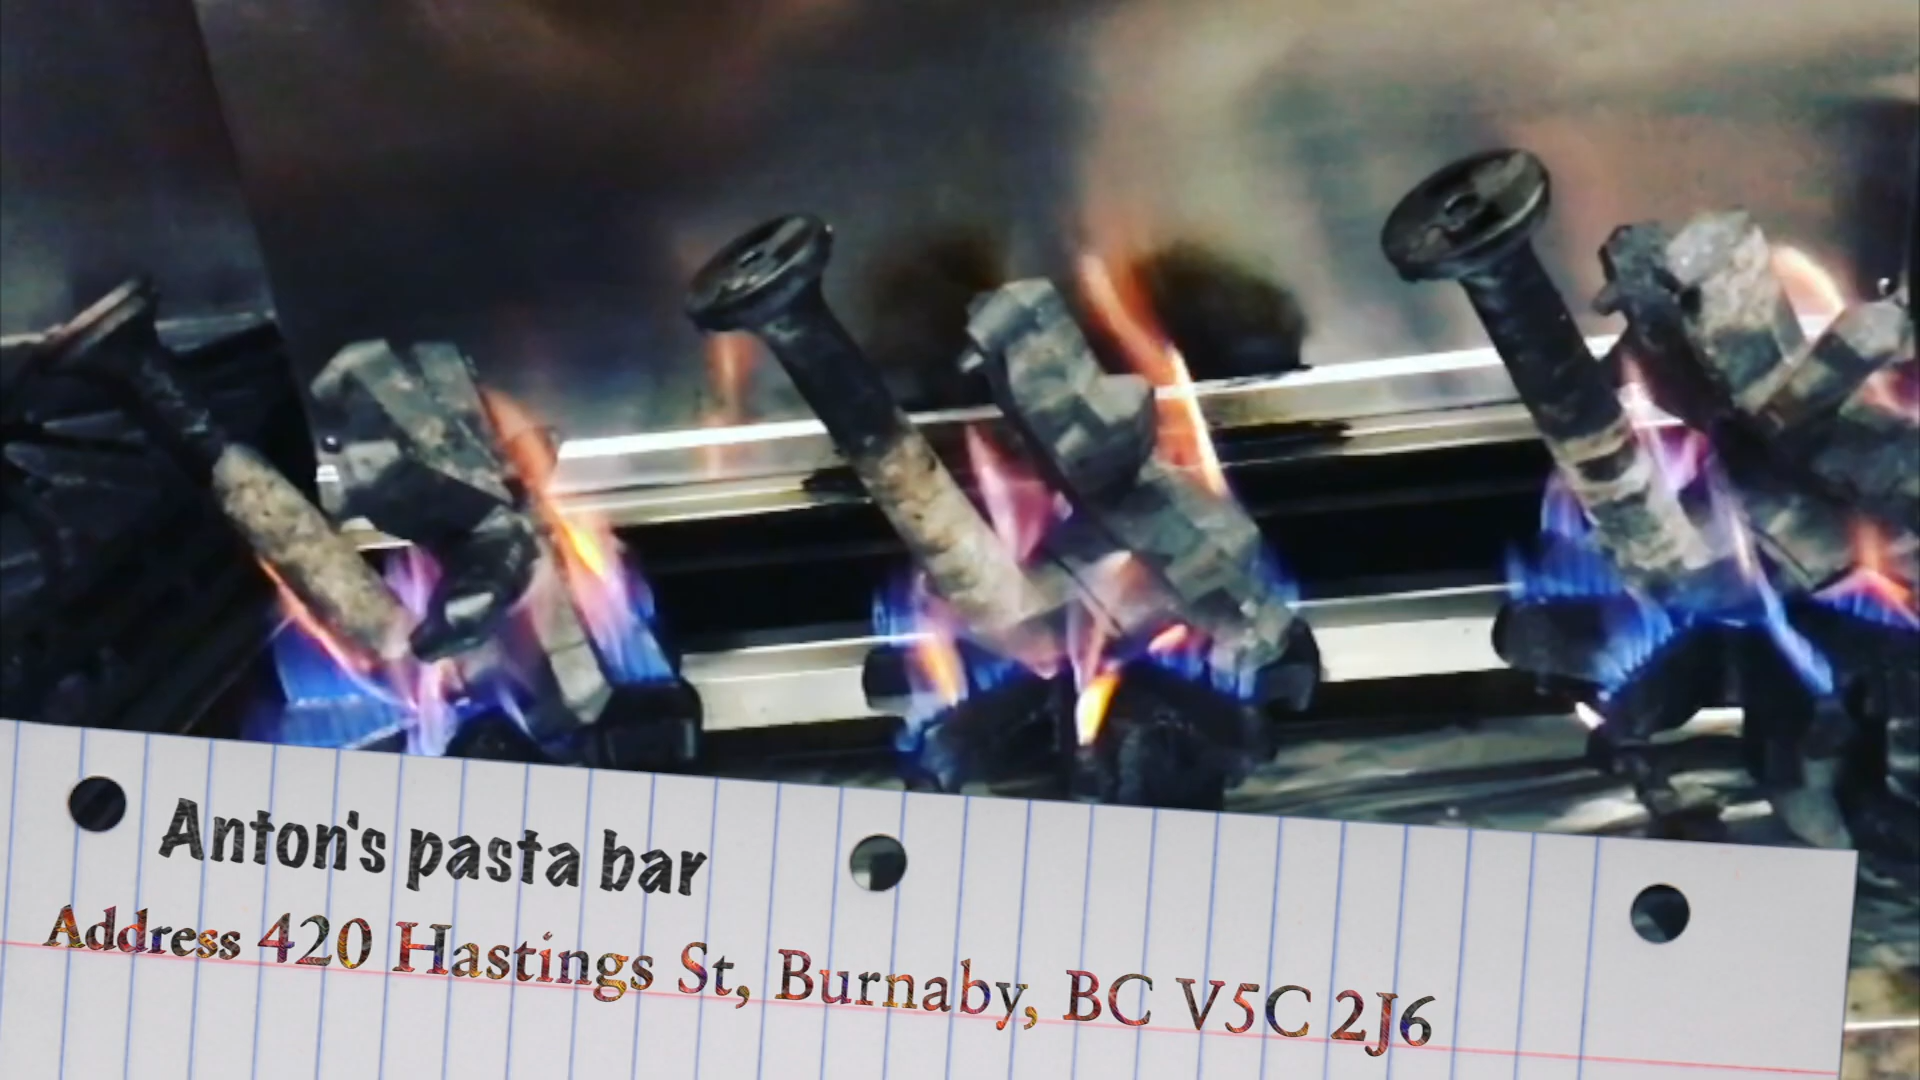 Anton's pasta bar
Address 420 Hastings St, Burnaby, BC V5C 2J6